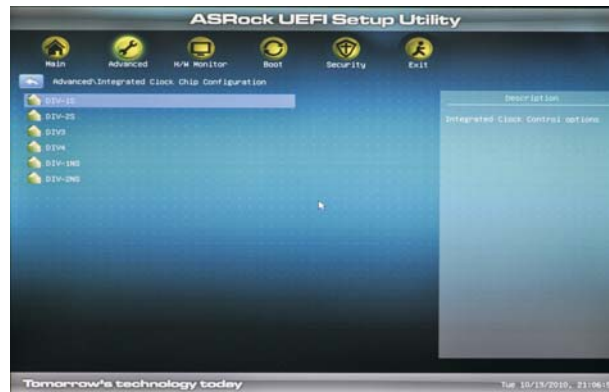 ASRock UEFI Setup Utility
Main Advanced H/W Monitor Boot Security Exit
Advanced\Integrated Clock Chip Configuration
DIV-1S
DIV-2S
DIV3
DIV4
DIV-1NS
DIV-2NS
Description
Integrated Clock Control options
Tomorrow's technology today
Tue 10/19/2010, 21:06